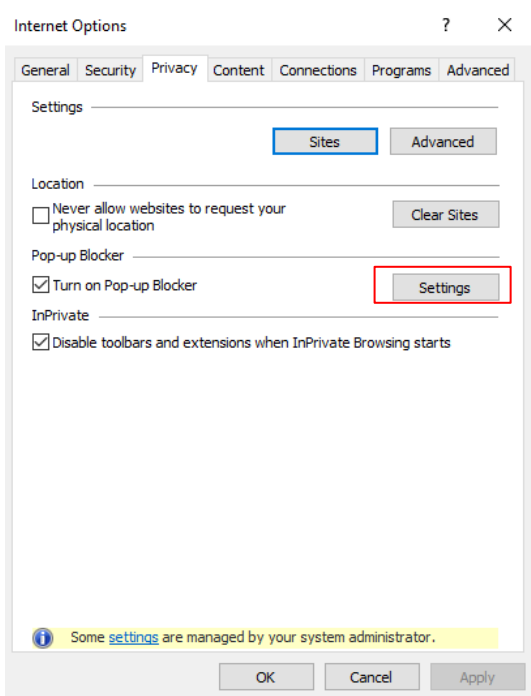 Internet Options
?
General Security Privacy Content Connections Programs Advanced
Settings
Sites Advanced
Location
Never allow websites to request your
physical location
Clear Sites
Pop-up Blocker
Turn on Pop-up Blocker Settings
InPrivate
Disable toolbars and extensions when InPrivate Browsing starts
Some settings are managed by your system administrator.
OK Cancel Apply